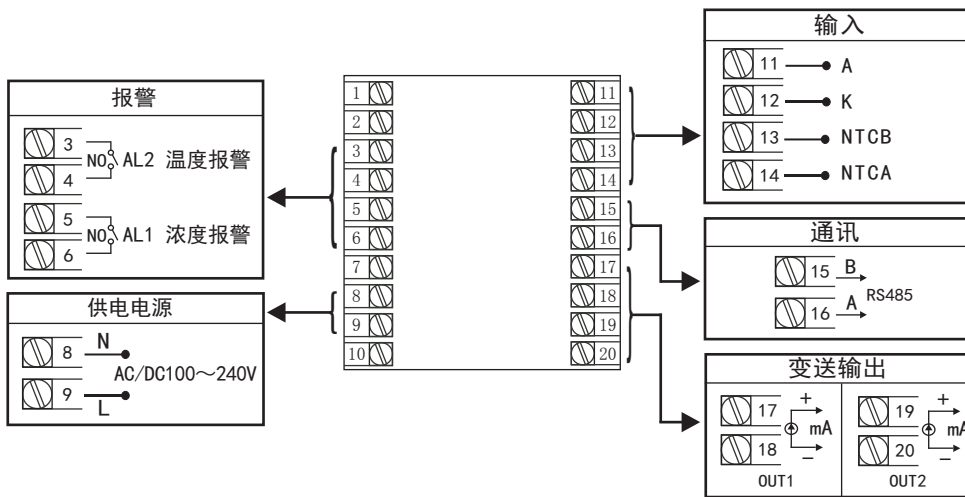 报警
3
4
NO
AL2 温度报警
5
6
NO
AL1 浓度报警
供电电源
8
N
AC/DC100～240V
9
L
1
2
3
4
5
6
7
8
9
10
11
12
13
14
15
16
17
18
19
20
输入
11 A
12 K
13 NTCB
14 NTCA
通讯
15 B
RS485
16 A
变送输出
17 +
mA
18 −
OUT1
19 +
mA
20 −
OUT2